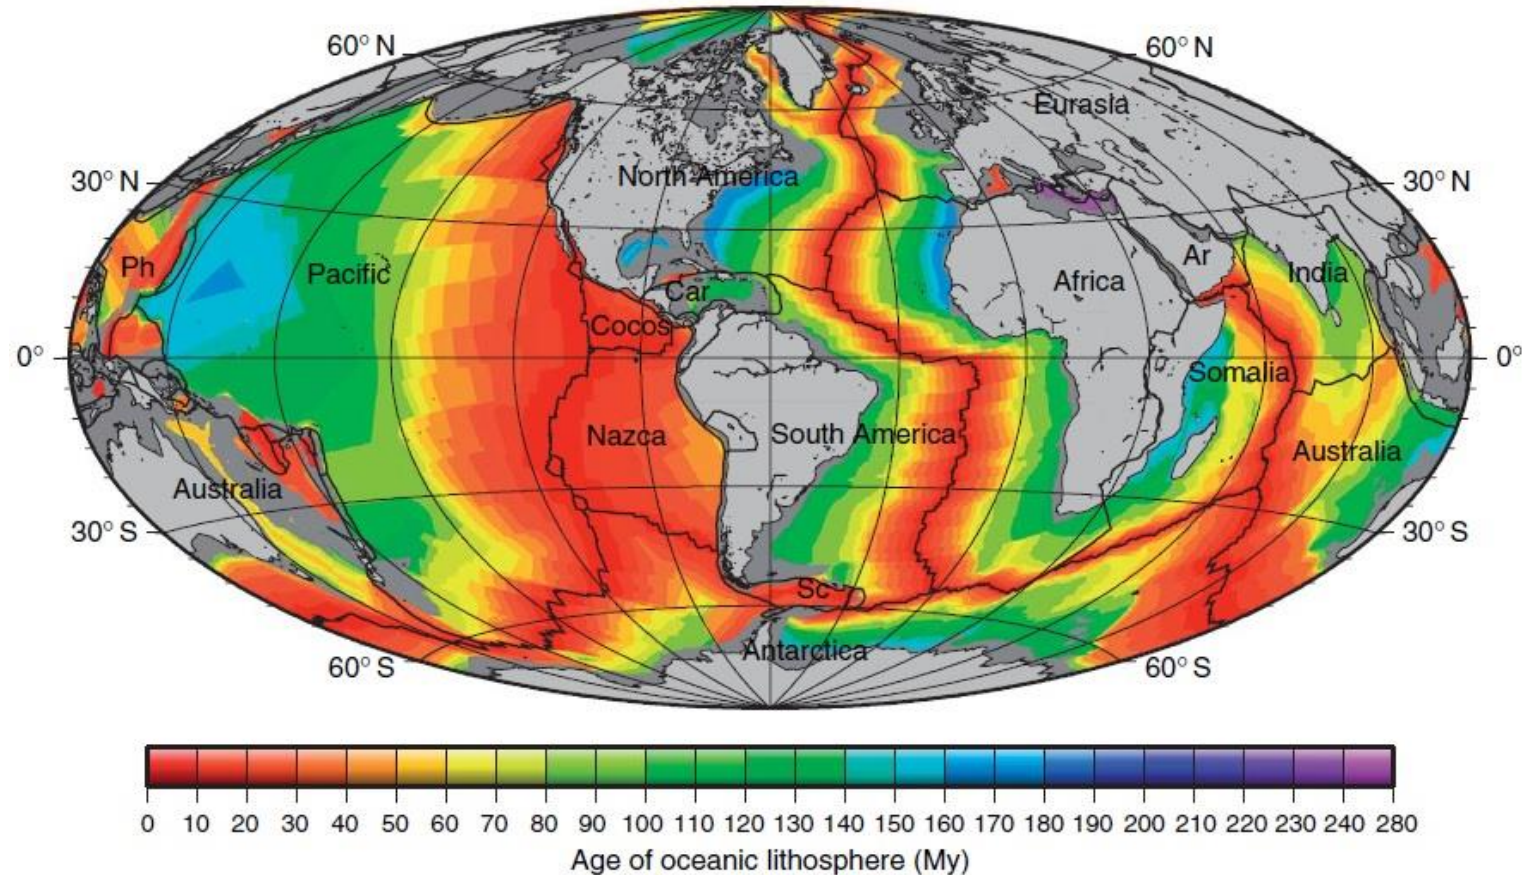 60° N
60° N
Eurasia
30° N
North America
30° N
Ph
Pacific
Car
Africa
Ar
India
Cocos
0°
0°
Somalia
Nazca
South America
Australia
Australia
30° S
30° S
Sc
Antarctica
60° S
60° S
0 10 20 30 40 50 60 70 80 90 100 110 120 130 140 150 160 170 180 190 200 210 220 230 240 280
Age of oceanic lithosphere (My)